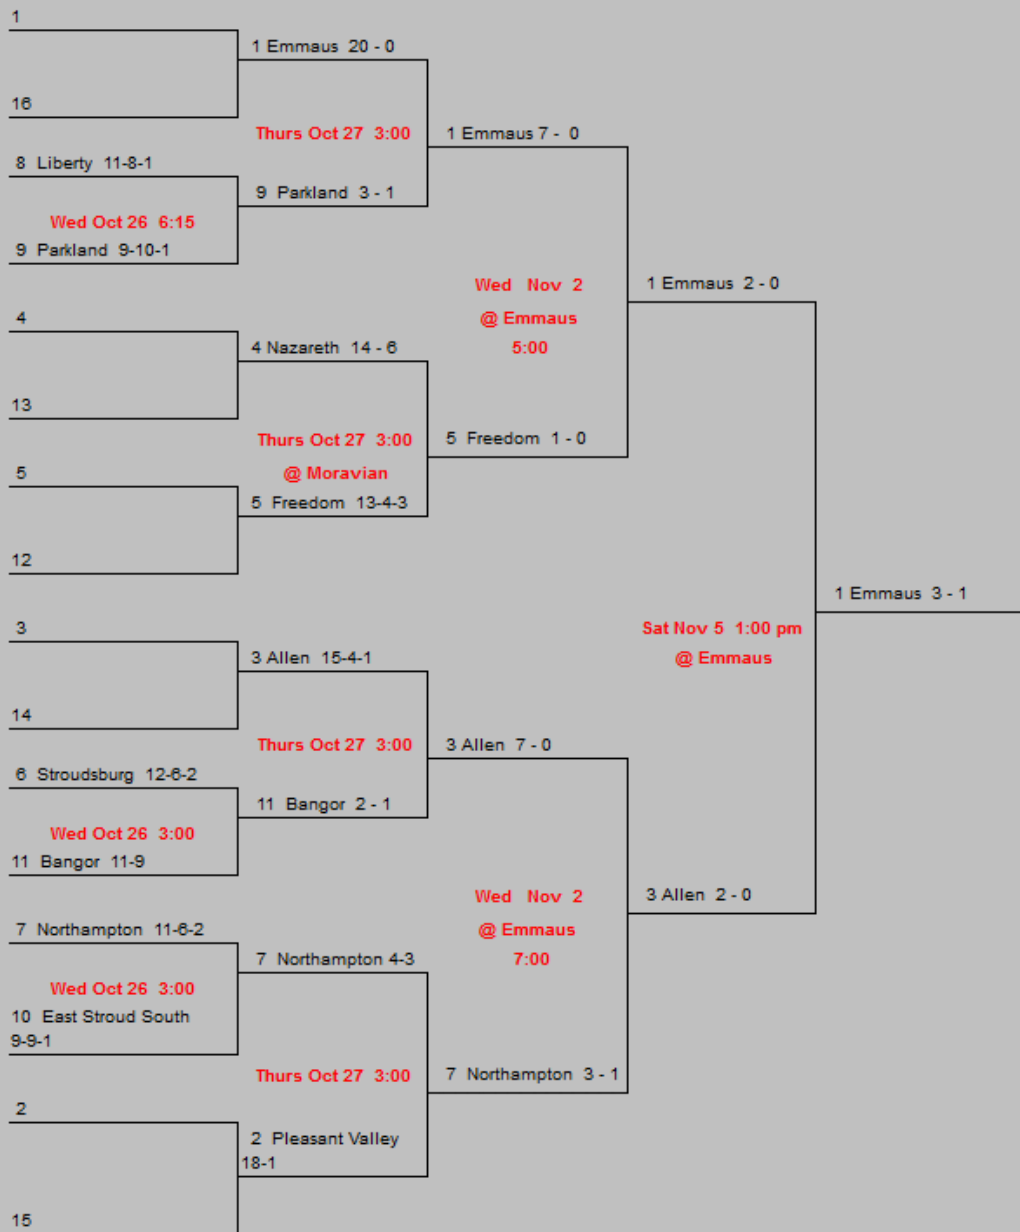 1
1 Emmaus 20 - 0
16
Thurs Oct 27 3:00
1 Emmaus 7 - 0
8 Liberty 11-8-1
9 Parkland 3 - 1
Wed Oct 26 6:15
9 Parkland 9-10-1
Wed Nov 2
@ Emmaus
5:00
1 Emmaus 2 - 0
4
4 Nazareth 14 - 6
13
Thurs Oct 27 3:00
@ Moravian
5 Freedom 1 - 0
5
5 Freedom 13-4-3
12
1 Emmaus 3 - 1
Sat Nov 5 1:00 pm
@ Emmaus
3
3 Allen 15-4-1
14
Thurs Oct 27 3:00
3 Allen 7 - 0
6 Stroudsburg 12-6-2
11 Bangor 2 - 1
Wed Oct 26 3:00
11 Bangor 11-9
Wed Nov 2
@ Emmaus
7:00
3 Allen 2 - 0
7 Northampton 11-6-2
7 Northampton 4-3
Wed Oct 26 3:00
10 East Stroud South
9-9-1
Thurs Oct 27 3:00
7 Northampton 3 - 1
2
2 Pleasant Valley
18-1
15